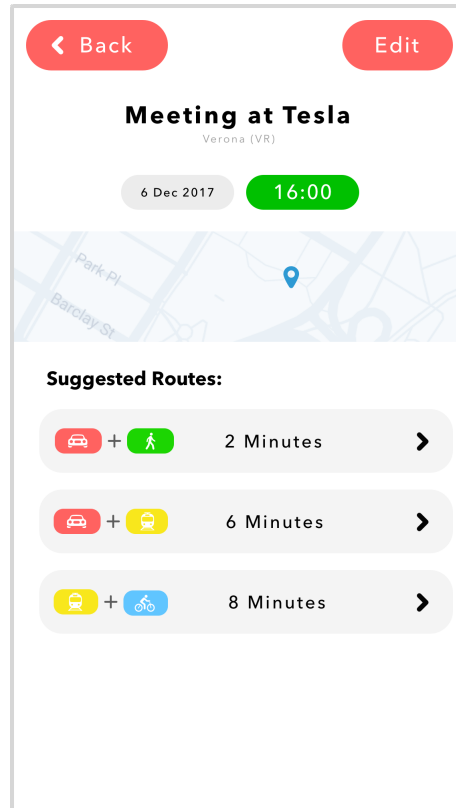 Back
Edit
Meeting at Tesla
Verona (VR)
6 Dec 2017
16:00
Park Pl
Barclay St
Suggested Routes:
+ 2 Minutes
+ 6 Minutes
+ 8 Minutes